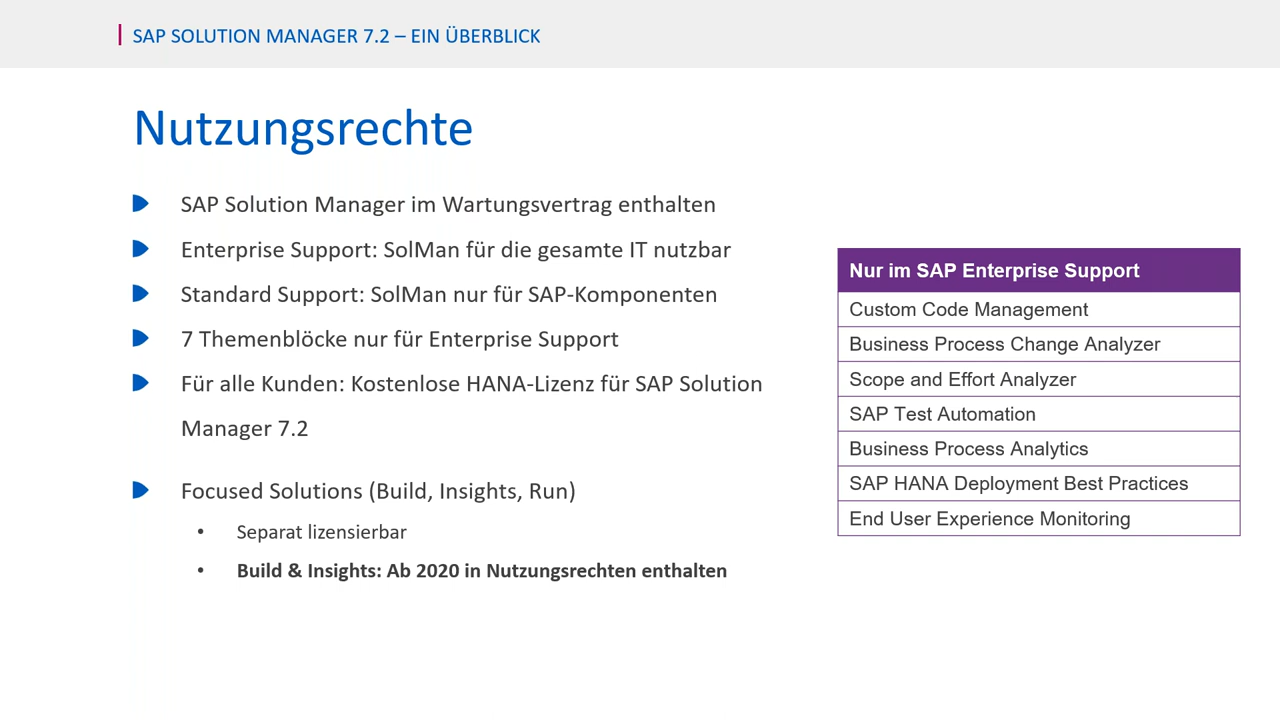 SAP SOLUTION MANAGER 7.2 – EIN ÜBERBLICK
Nutzungsrechte
SAP Solution Manager im Wartungsvertrag enthalten
Enterprise Support: SolMan für die gesamte IT nutzbar
Standard Support: SolMan nur für SAP-Komponenten
7 Themenblöcke nur für Enterprise Support
Für alle Kunden: Kostenlose HANA-Lizenz für SAP Solution
Manager 7.2
Focused Solutions (Build, Insights, Run)
• Separat lizensierbar
• Build & Insights: Ab 2020 in Nutzungsrechten enthalten
Nur im SAP Enterprise Support
Custom Code Management
Business Process Change Analyzer
Scope and Effort Analyzer
SAP Test Automation
Business Process Analytics
SAP HANA Deployment Best Practices
End User Experience Monitoring